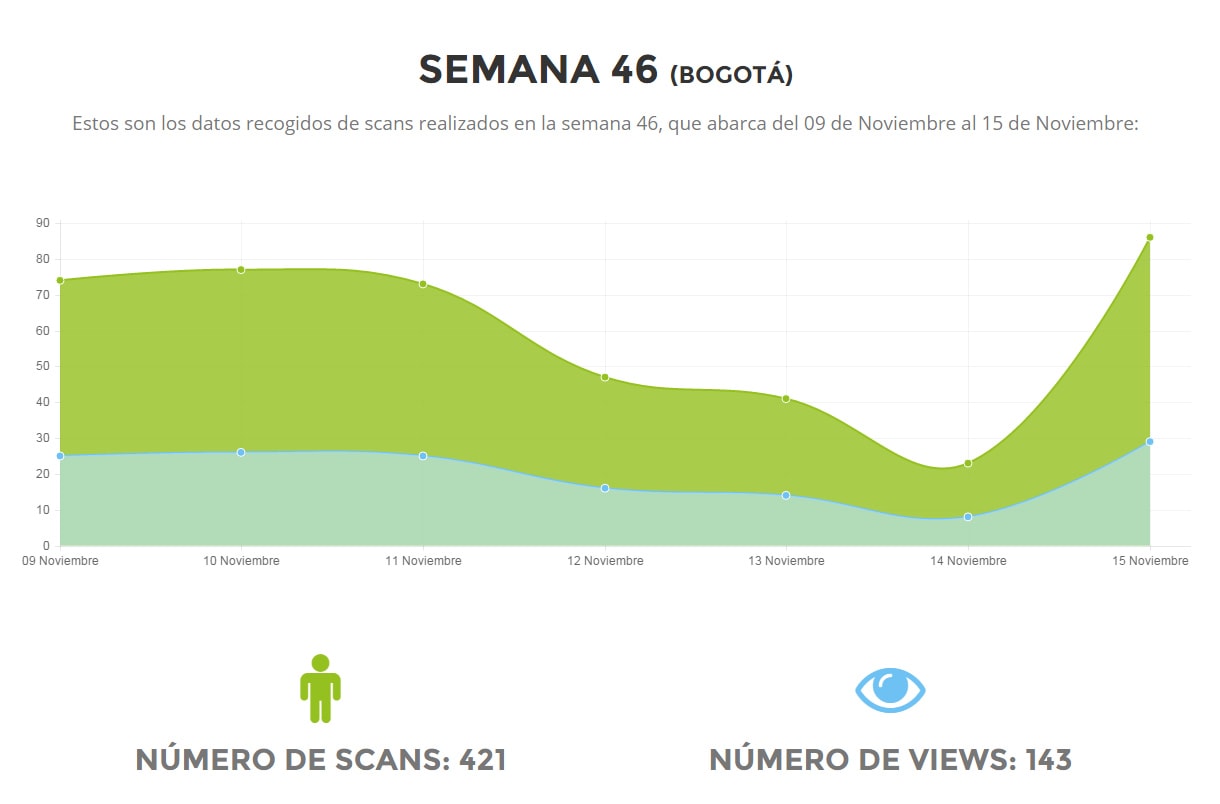 SEMANA 46 (BOGOTÁ)
Estos son los datos recogidos de scans realizados en la semana 46, que abarca del 09 de Noviembre al 15 de Noviembre:
90
80
70
60
50
40
30
20
10
0
09 Noviembre 10 Noviembre 11 Noviembre 12 Noviembre 13 Noviembre 14 Noviembre 15 Noviembre
NÚMERO DE SCANS: 421 NÚMERO DE VIEWS: 143